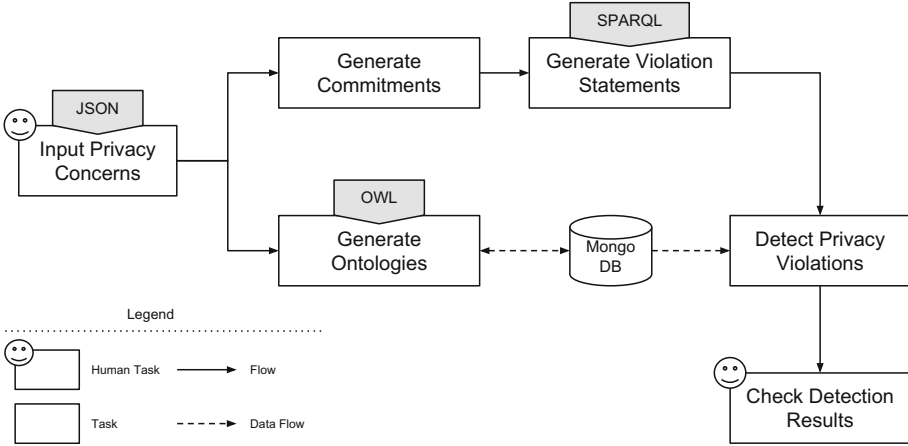 SPARQL
Generate
Commitments
Generate Violation
Statements
JSON
Input Privacy
Concerns
OWL
Generate
Ontologies
Mongo
DB
Detect Privacy
Violations
Legend
Human Task
Flow
Task
Data Flow
Check Detection
Results